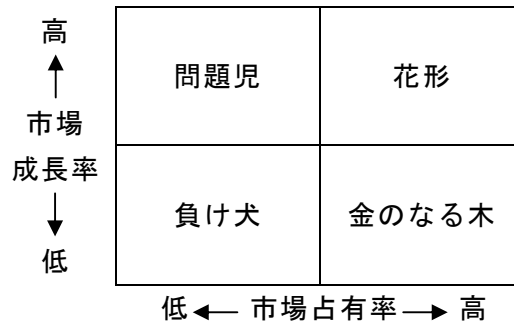 高
問題児 花形
市場
成長率
負け犬 金のなる木
低
低 市場占有率 高